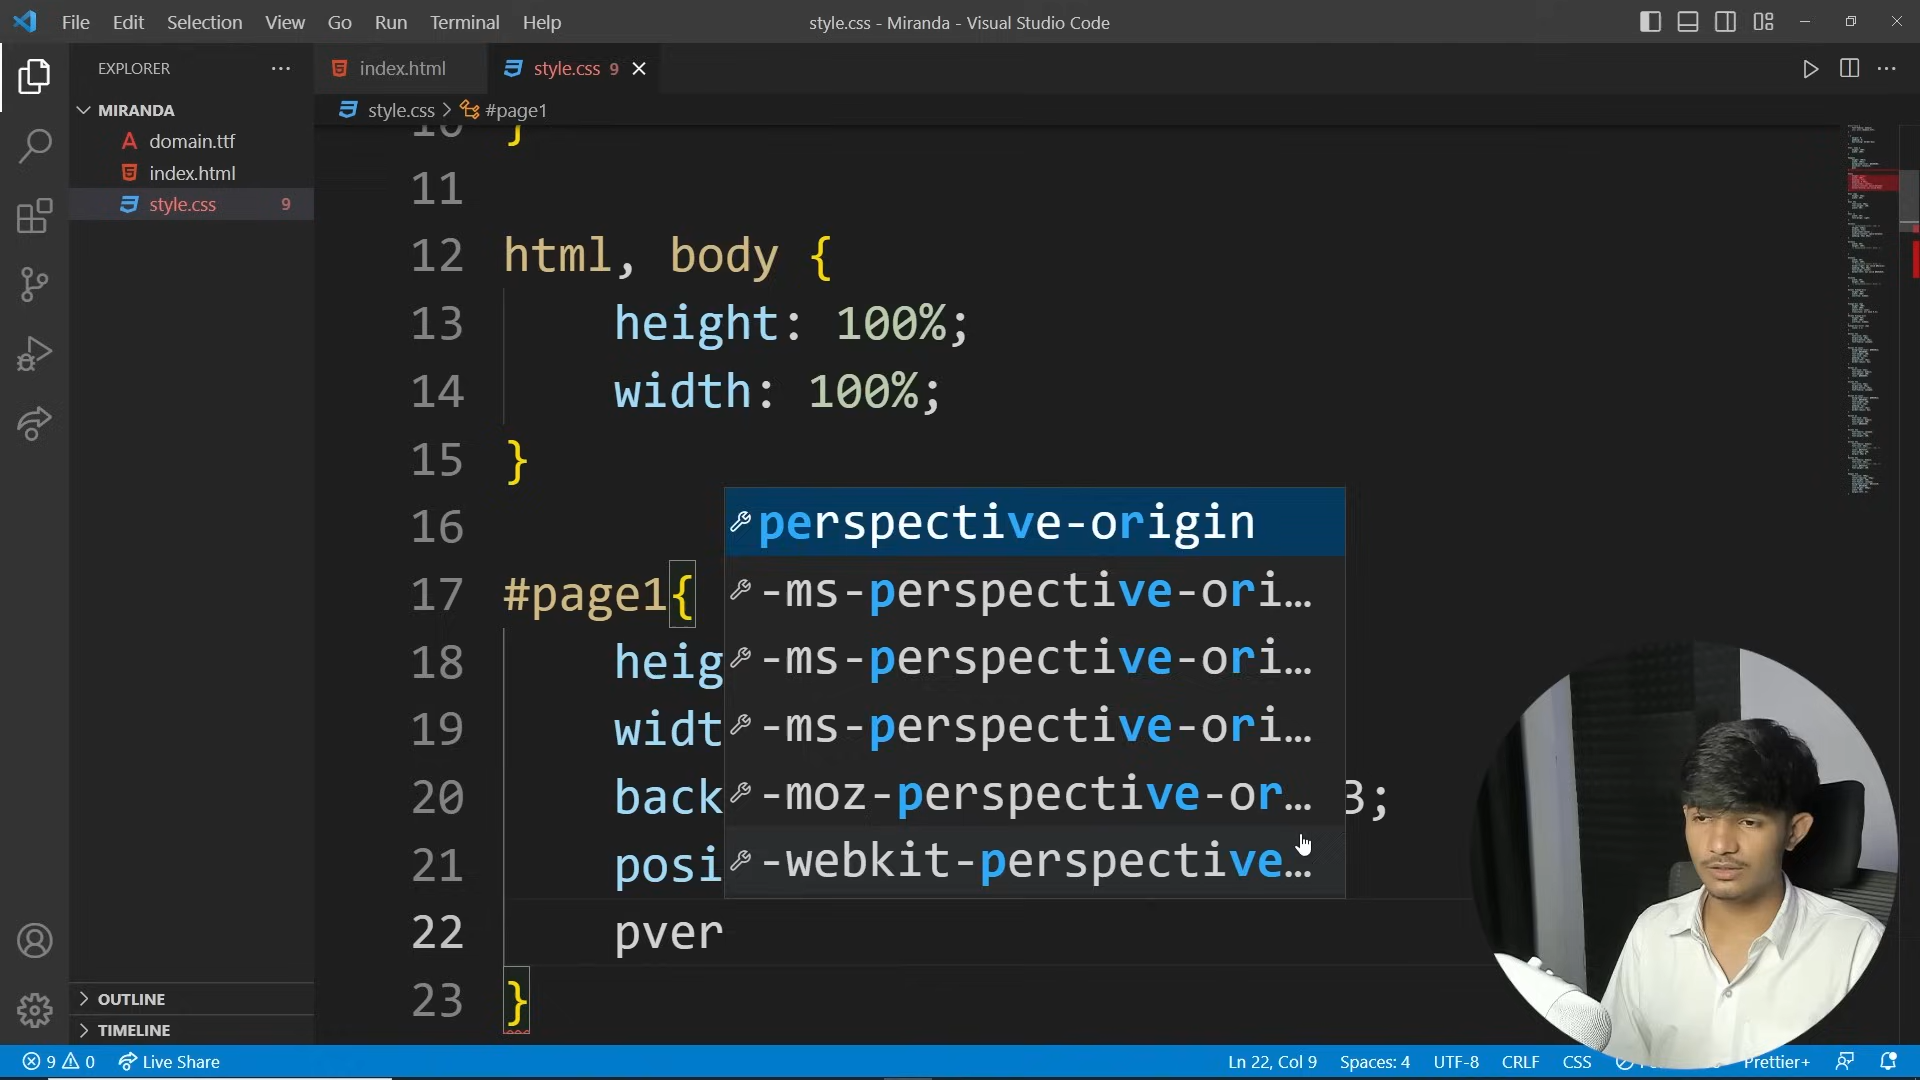 File Edit Selection View Go Run Terminal Help
style.css - Miranda - Visual Studio Code
EXPLORER
MIRANDA
domain.ttf
index.html
style.css 9
OUTLINE
TIMELINE
index.html
style.css 9
style.css > #page1
10 }
11
12 html, body {
13 height: 100%;
14 width: 100%;
15 }
16
17 #page1{
18 heig
19 widt
20 back 3;
21 posi
22 pver
23 }
perspective-origin
-ms-perspective-ori…
-ms-perspective-ori…
-ms-perspective-ori…
-moz-perspective-or…
-webkit-perspective…
9 0 Live Share
Ln 22, Col 9 Spaces: 4 UTF-8 CRLF CSS Prettier+